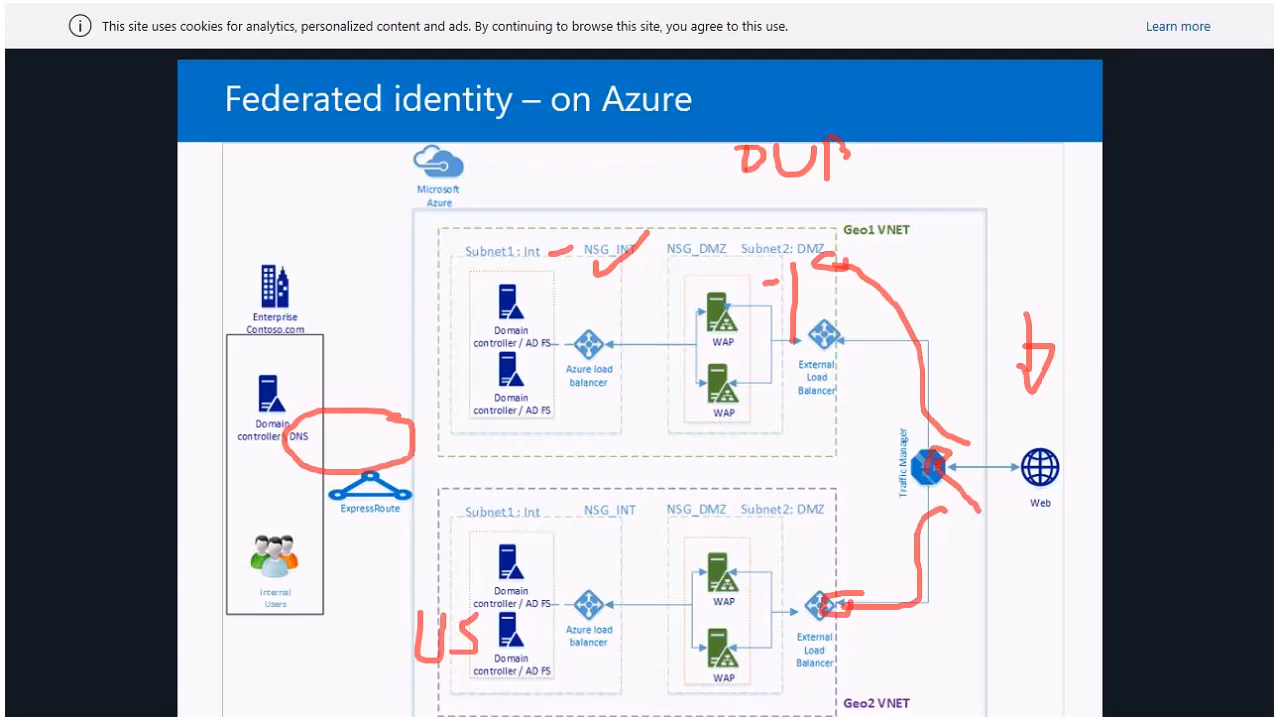 This site uses cookies for analytics, personalized content and ads. By continuing to browse this site, you agree to this use.
Learn more
Federated identity – on Azure
DUB
Microsoft
Azure
Geo1 VNET
Subnet1 : Int
NSG_INT
NSG_DMZ
Subnet2: DMZ
Enterprise
Contoso.com
Domain
controller / DNS
Internal
Users
ExpressRoute
Domain
controller / AD FS
Domain
controller / AD FS
Azure load
balancer
WAP
WAP
External
Load
Balancer
Traffic Manager
Web
Subnet1 : Int
NSG_INT
NSG_DMZ
Subnet2: DMZ
Domain
controller / AD FS
US
Domain
controller / AD FS
Azure load
balancer
WAP
WAP
External
Load
Balancer
Geo2 VNET